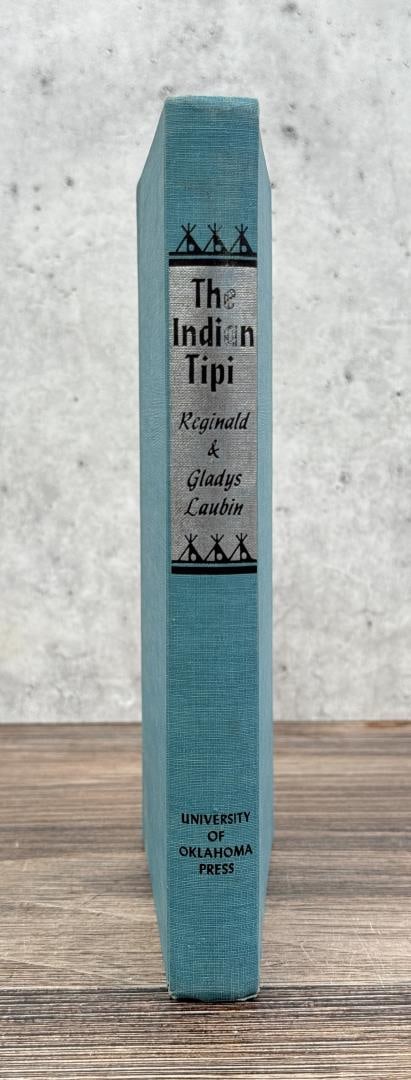 The
Indian
Tipi
Reginald
&
Gladys
Laubin
UNIVERSITY
OF
OKLAHOMA
PRESS